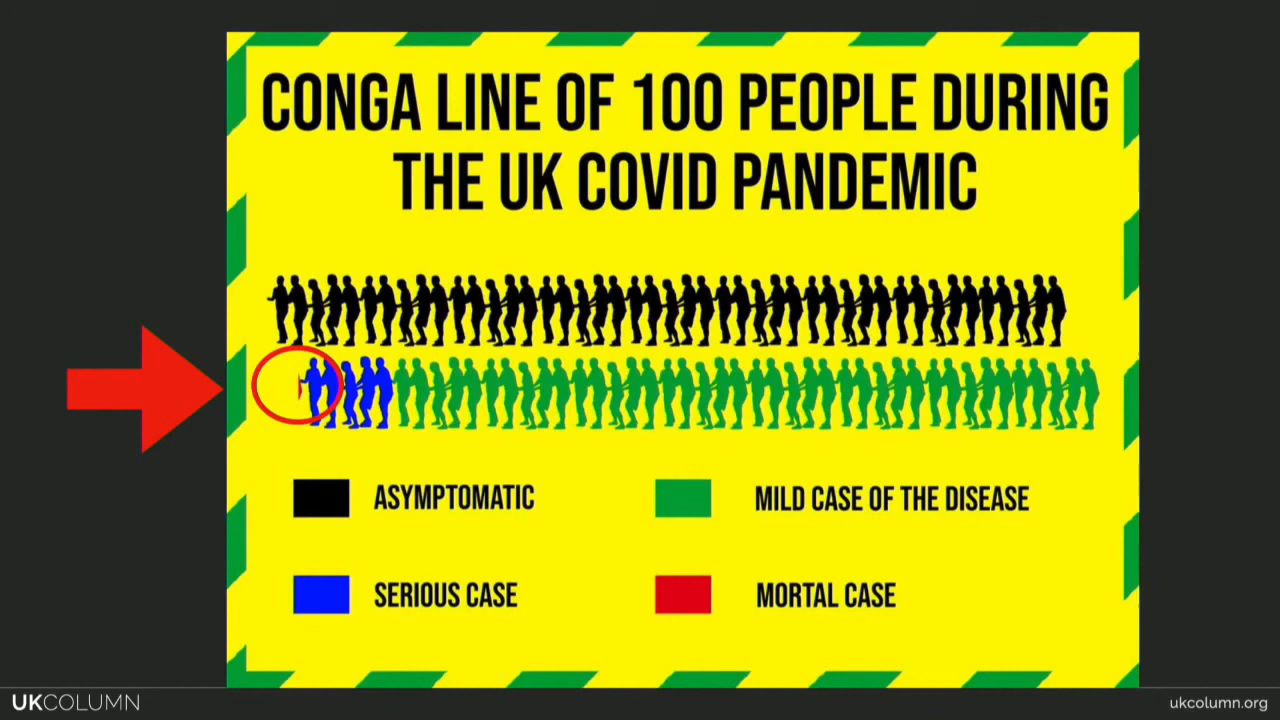 CONGA LINE OF 100 PEOPLE DURING
THE UK COVID PANDEMIC
ASYMPTOMATIC
MILD CASE OF THE DISEASE
SERIOUS CASE
MORTAL CASE
UKCOLUMN
ukcolumn.org